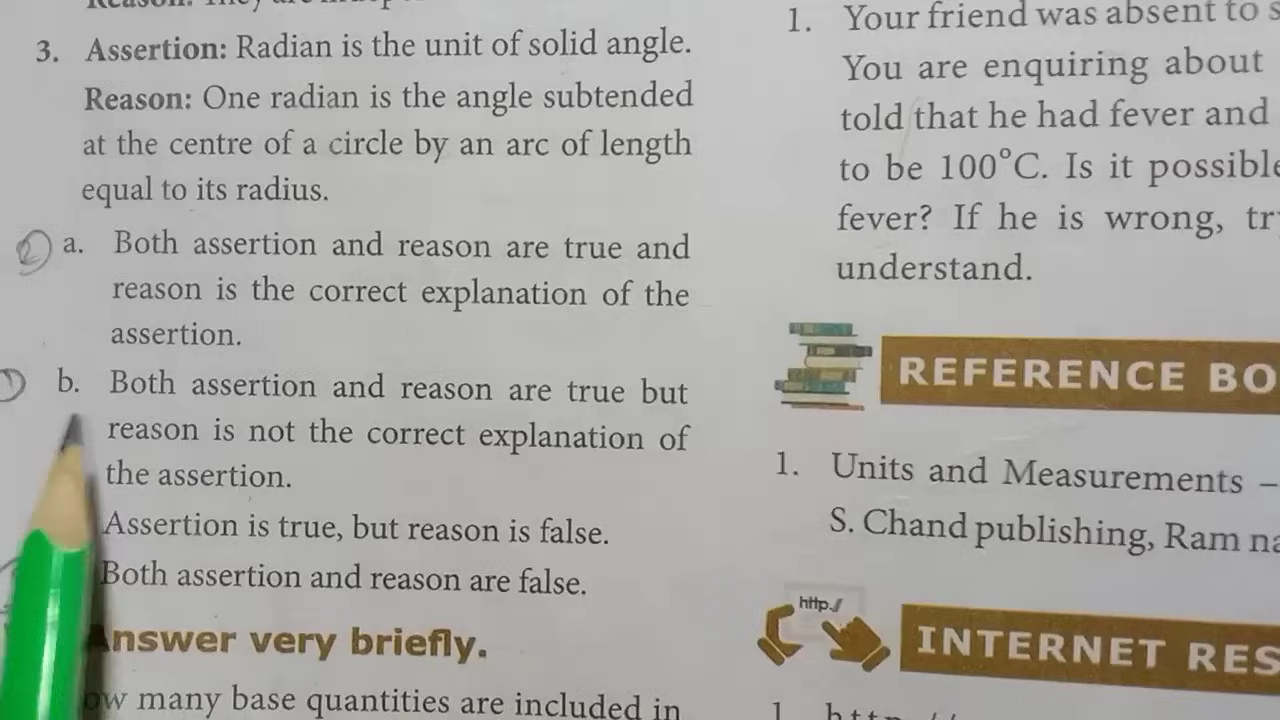 3. Assertion: Radian is the unit of solid angle.
Reason: One radian is the angle subtended
at the centre of a circle by an arc of length
equal to its radius.
a. Both assertion and reason are true and
reason is the correct explanation of the
assertion.
b. Both assertion and reason are true but
reason is not the correct explanation of
the assertion.
Assertion is true, but reason is false.
Both assertion and reason are false.
Answer very briefly.
many base quantities are included in
1. Your friend was absent to
You are enquiring about
told that he had fever and
to be 100°C. Is it possible
fever? If he is wrong,
understand.
REFERENCE
1. Units and Measurements –
S. Chand publishing, Ram
http://
INTERNET